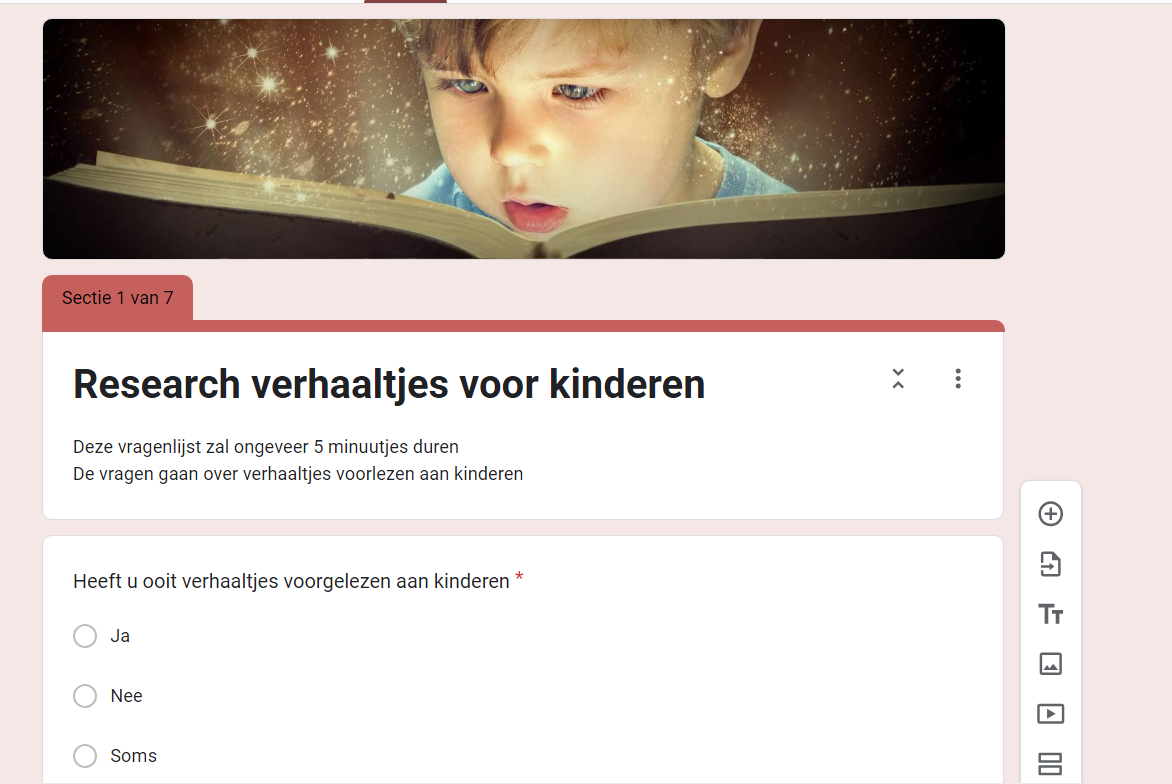 Sectie 1 van 7
Research verhaaltjes voor kinderen
Deze vragenlijst zal ongeveer 5 minuutjes duren
De vragen gaan over verhaaltjes voorlezen aan kinderen
Heeft u ooit verhaaltjes voorgelezen aan kinderen *
Ja
Nee
Soms